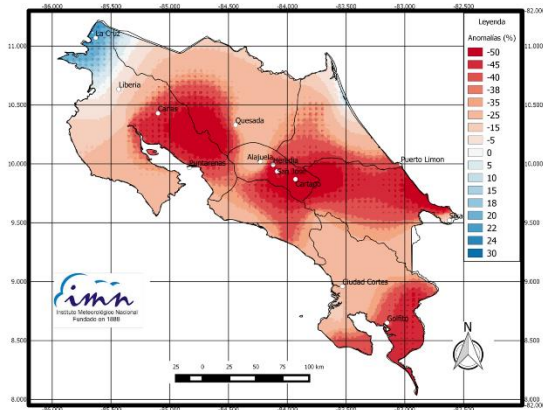 -86.000 -85.500 -85.000 -84.500 -84.000 -83.500 -83.000 -82.500 -82.000
11.000
10.500
10.000
9.500
9.000
8.500
8.000
La Cruz
Liberia
Cañas
Quesada
Puntarenas
Alajuela
Heredia
San José
Cartago
Puerto Limon
Ciudad Cortes
Golfito
Leyenda
Anomalías (%)
-50
-45
-40
-38
-35
-25
-15
-5
0
5
10
15
18
20
22
24
30
imn
Instituto Meteorológico Nacional
Fundado en 1888
25 0 25 50 75 100 km
N